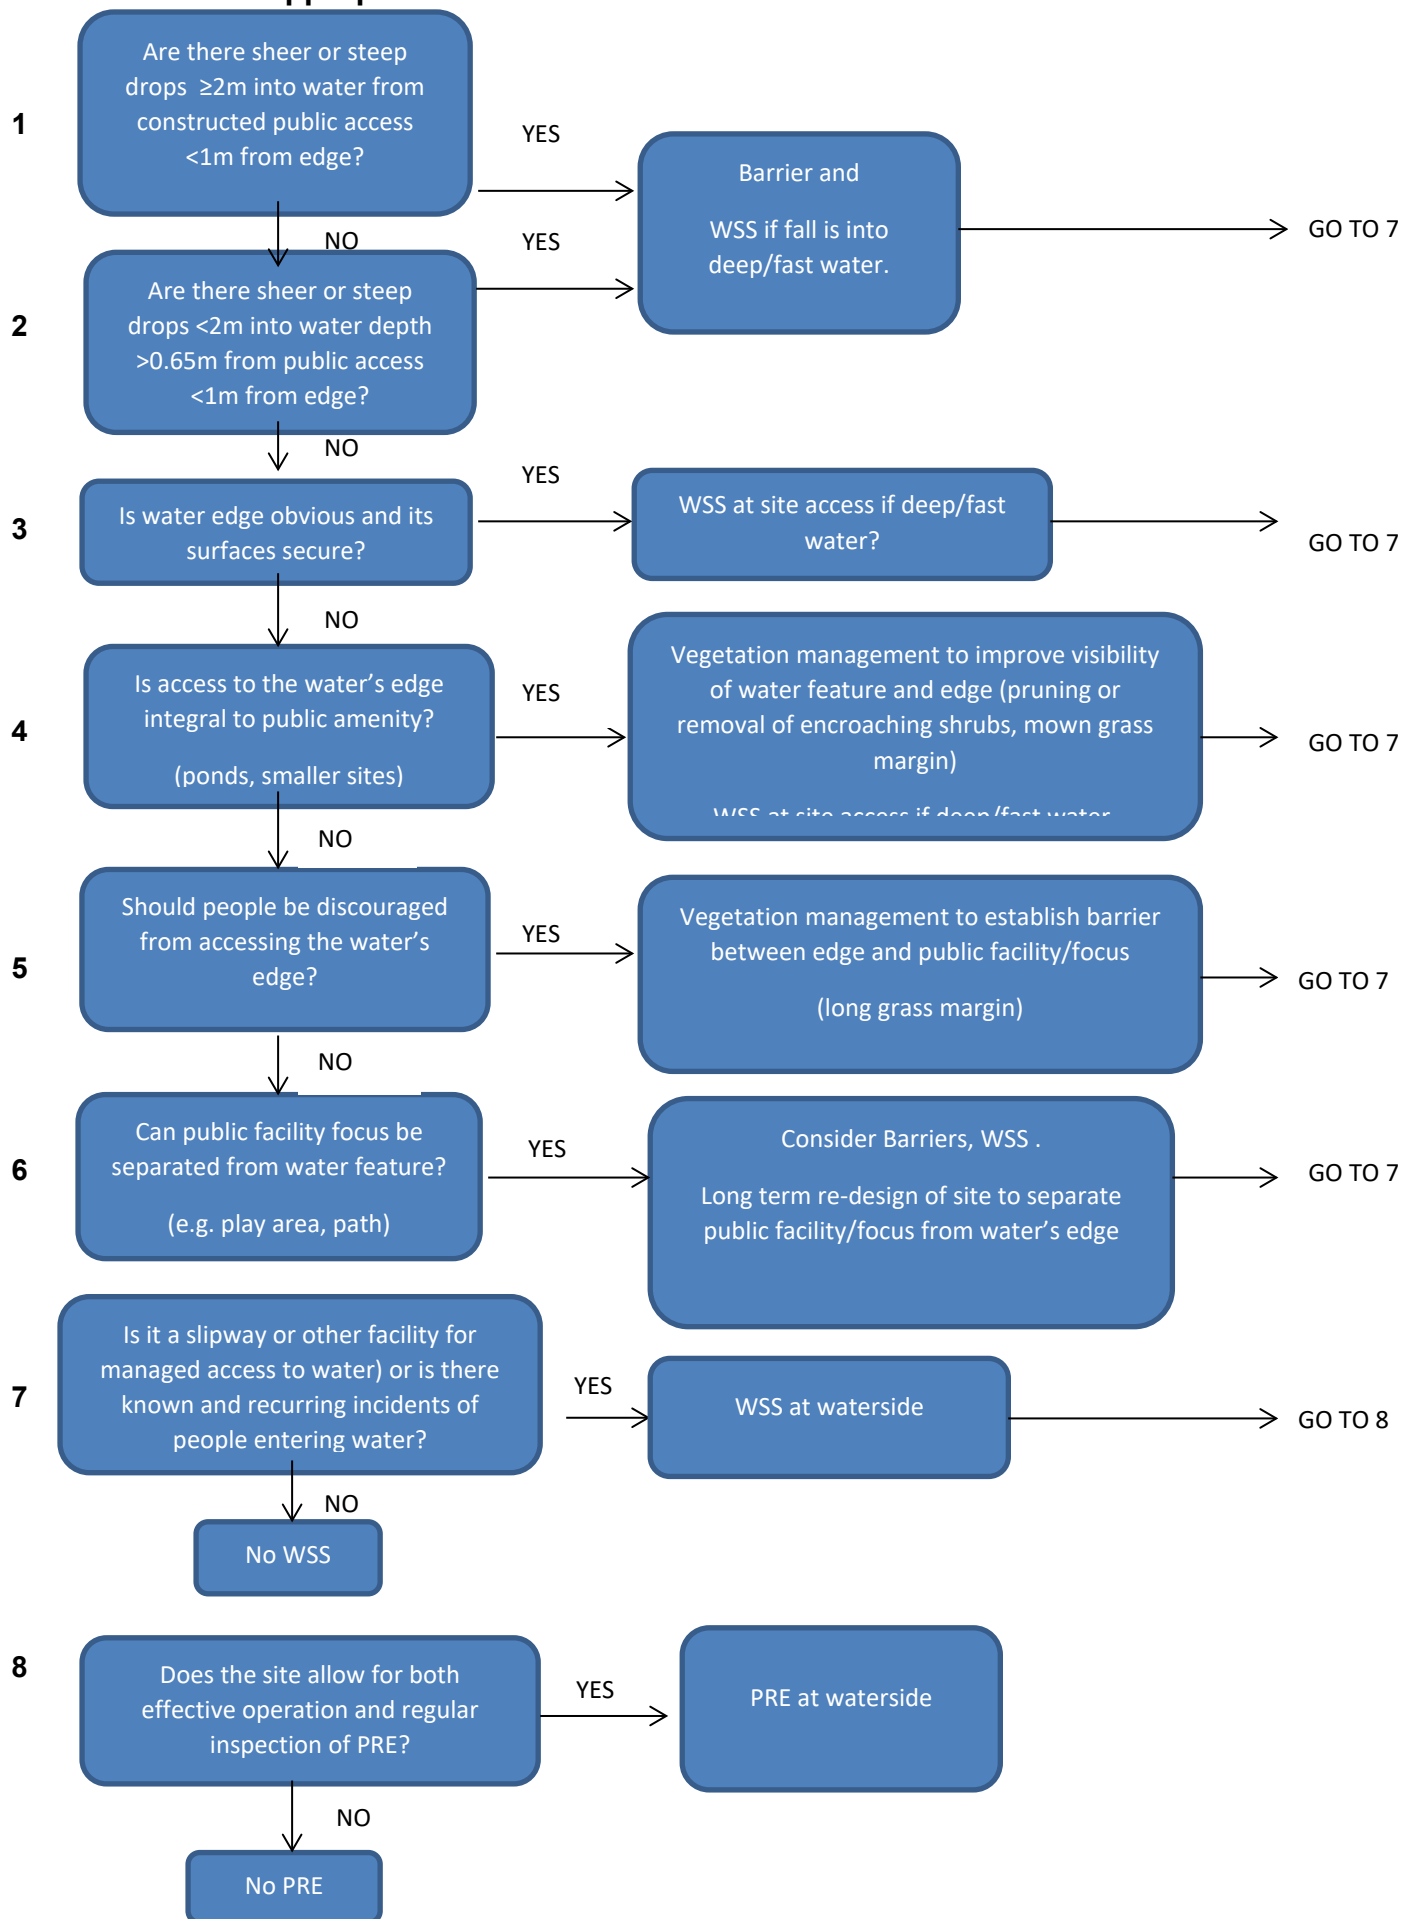 1
Are there sheer or steep
drops ≥2m into water from
constructed public access
<1m from edge?
YES
Barrier and
WSS if fall is into
deep/fast water.
GO TO 7
NO
YES
2
Are there sheer or steep
drops <2m into water depth
>0.65m from public access
<1m from edge?
NO
3
Is water edge obvious and its
surfaces secure?
YES
WSS at site access if deep/fast
water?
GO TO 7
NO
4
Is access to the water’s edge
integral to public amenity?
(ponds, smaller sites)
YES
Vegetation management to improve visibility
of water feature and edge (pruning or
removal of encroaching shrubs, mown grass
margin)
WSS at site access if deep/fast water
GO TO 7
NO
5
Should people be discouraged
from accessing the water’s
edge?
YES
Vegetation management to establish barrier
between edge and public facility/focus
(long grass margin)
GO TO 7
NO
6
Can public facility focus be
separated from water feature?
(e.g. play area, path)
YES
Consider Barriers, WSS .
Long term re-design of site to separate
public facility/focus from water’s edge
GO TO 7
7
Is it a slipway or other facility for
managed access to water) or is there
known and recurring incidents of
people entering water?
YES
WSS at waterside
GO TO 8
NO
No WSS
8
Does the site allow for both
effective operation and regular
inspection of PRE?
YES
PRE at waterside
NO
No PRE